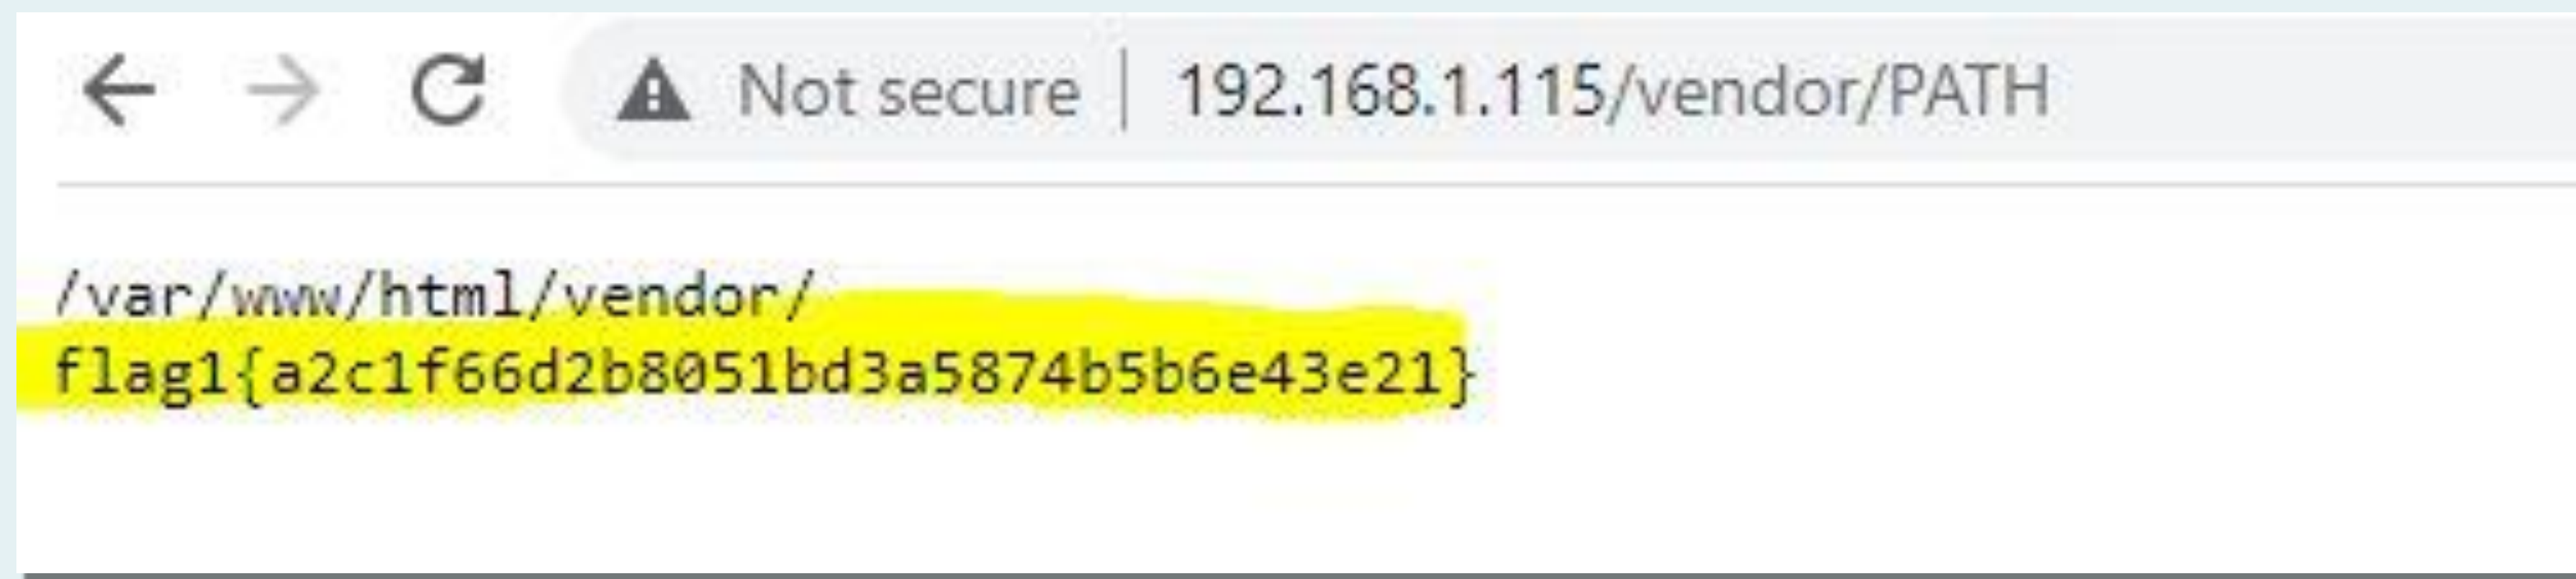 Not secure | 192.168.1.115/vendor/PATH
/var/www/html/vendor/
flag1{a2c1f66d2b8051bd3a5874b5b6e43e21}